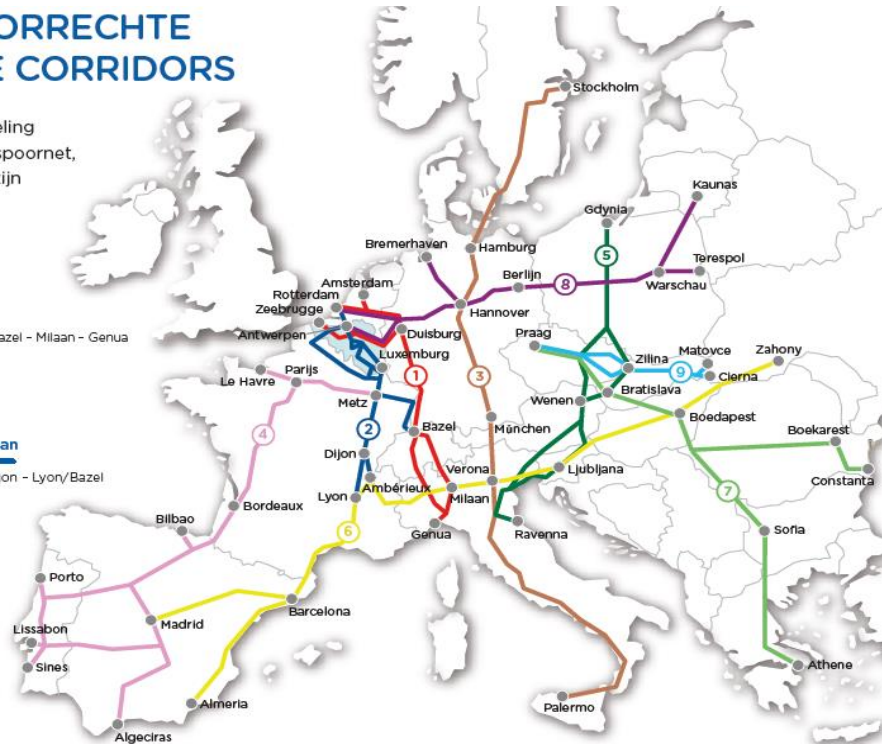 ORRECHTE
E CORRIDORS
eling
spoornet,
zijn
azel – Milaan – Genua
an
on – Lyon/Bazel
Stockholm
Kaunas
Gdynia
Bremerhaven
Hamburg
5
Terespol
Berlijn
8
Warschau
Amsterdam
Rotterdam
Zeebrugge
Hannover
Antwerpen
Duisburg
Praag
Zilina
Matovce
Zahony
Luxemburg
Le Havre
Parijs
1
3
9
Cierna
Metz
Wenen
Bratislava
Boedapest
4
2
Bazel
München
Boekarest
Dijon
Verona
Ljubljana
Constanta
Ambérieux
Lyon
Milaan
7
Bordeaux
6
Genua
Ravenna
Sofia
Bilbao
Porto
Barcelona
Madrid
Lissabon
Sines
Athene
Almeria
Palermo
Algeciras